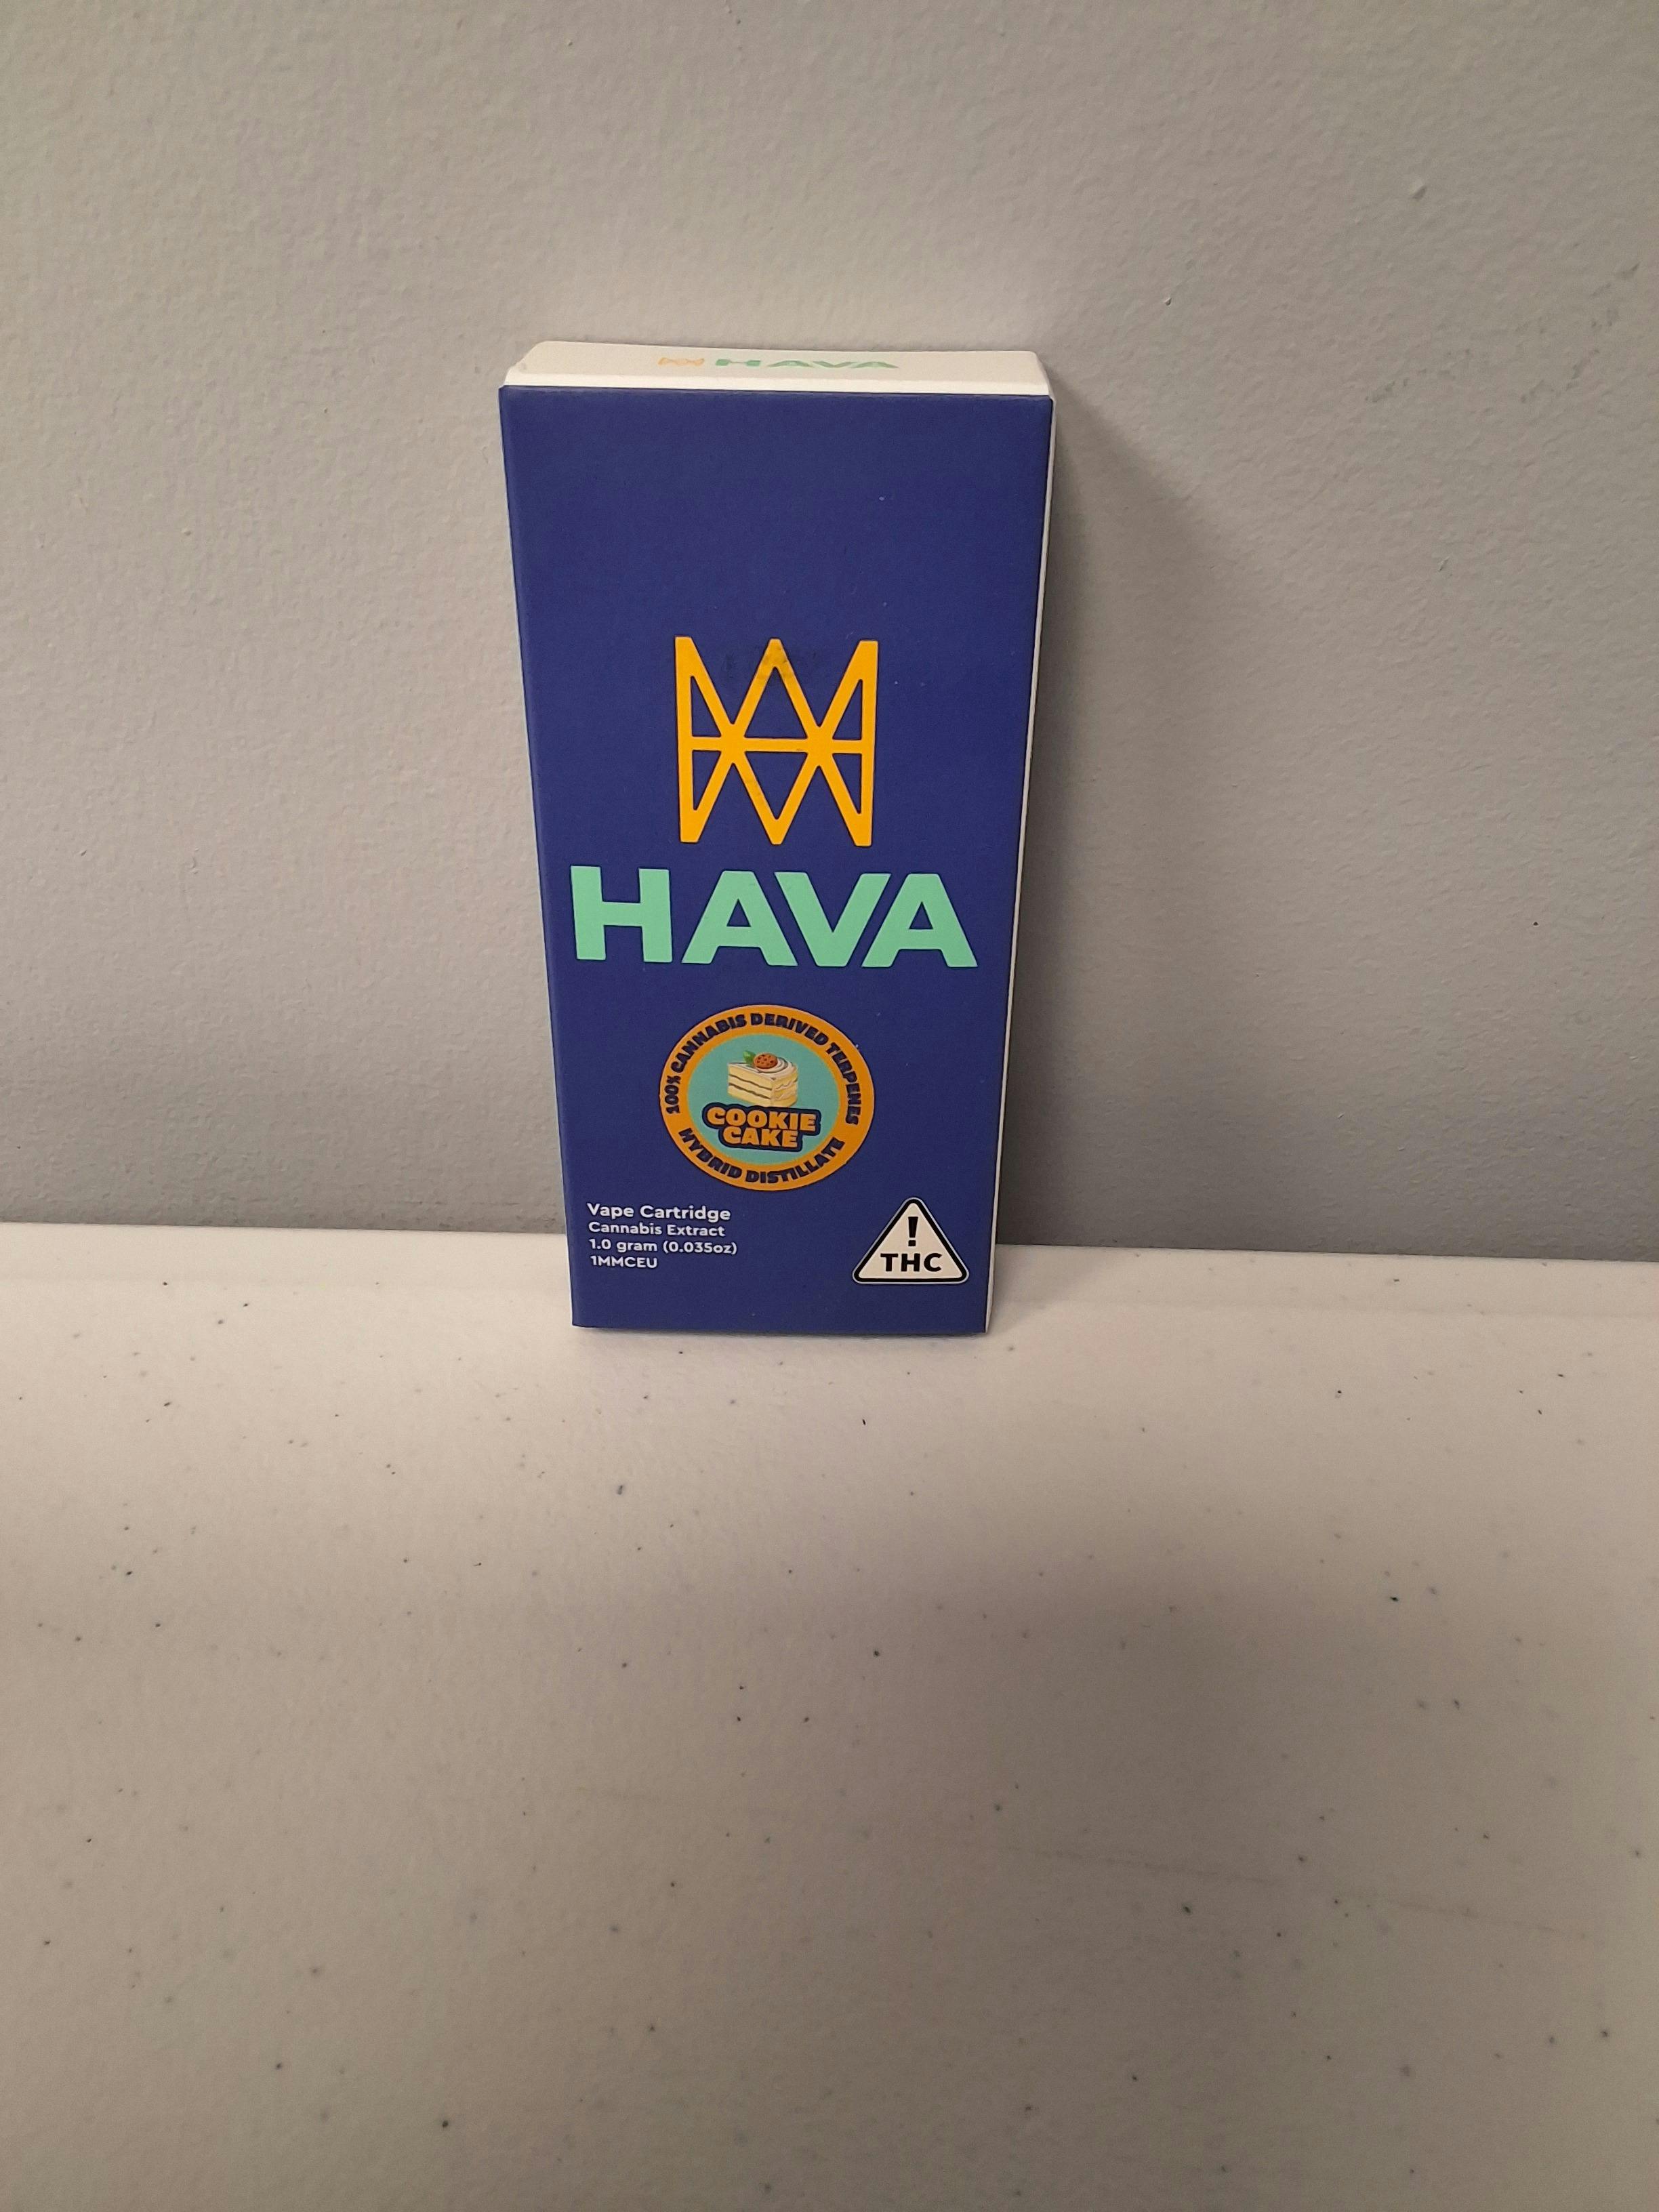 HAVA
HAVA
100% CANNABIS DERIVED TERPENES
COOKIE
CAKE
HYBRID DISTILLATE
Vape Cartridge
Cannabis Extract
1.0 gram (0.035oz)
1MMCEU
!
THC